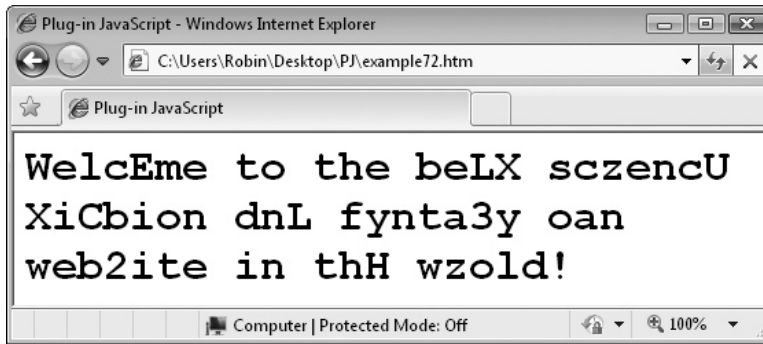 Plug-in JavaScript - Windows Internet Explorer
C:\Users\Robin\Desktop\PJ\example72.htm
Plug-in JavaScript
WelcEme to the beLX sczencU
XiCbion dnL fynta3y oan
web2ite in thH wzold!
Computer | Protected Mode: Off
100%